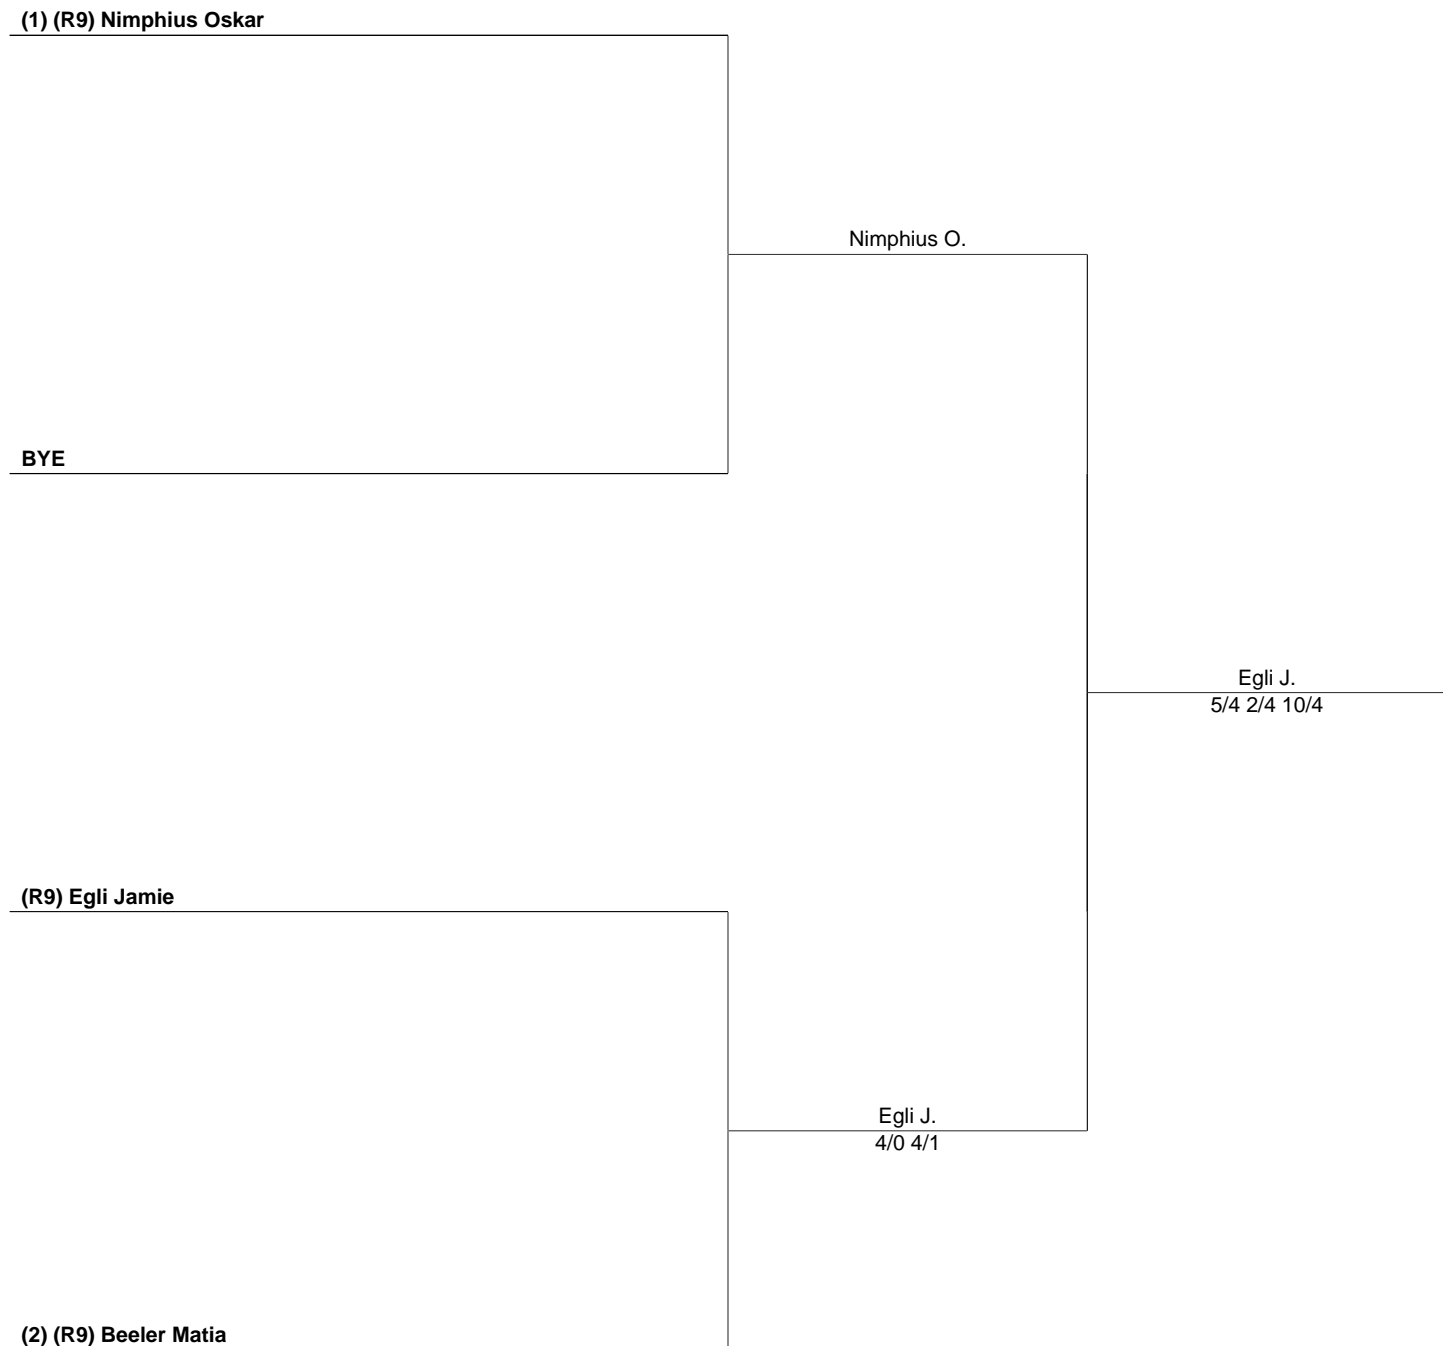 (1) (R9) Nimphius Oskar
Nimphius O.
BYE
Egli J.
5/4 2/4 10/4
(R9) Egli Jamie
Egli J.
4/0 4/1
(2) (R9) Beeler Matia